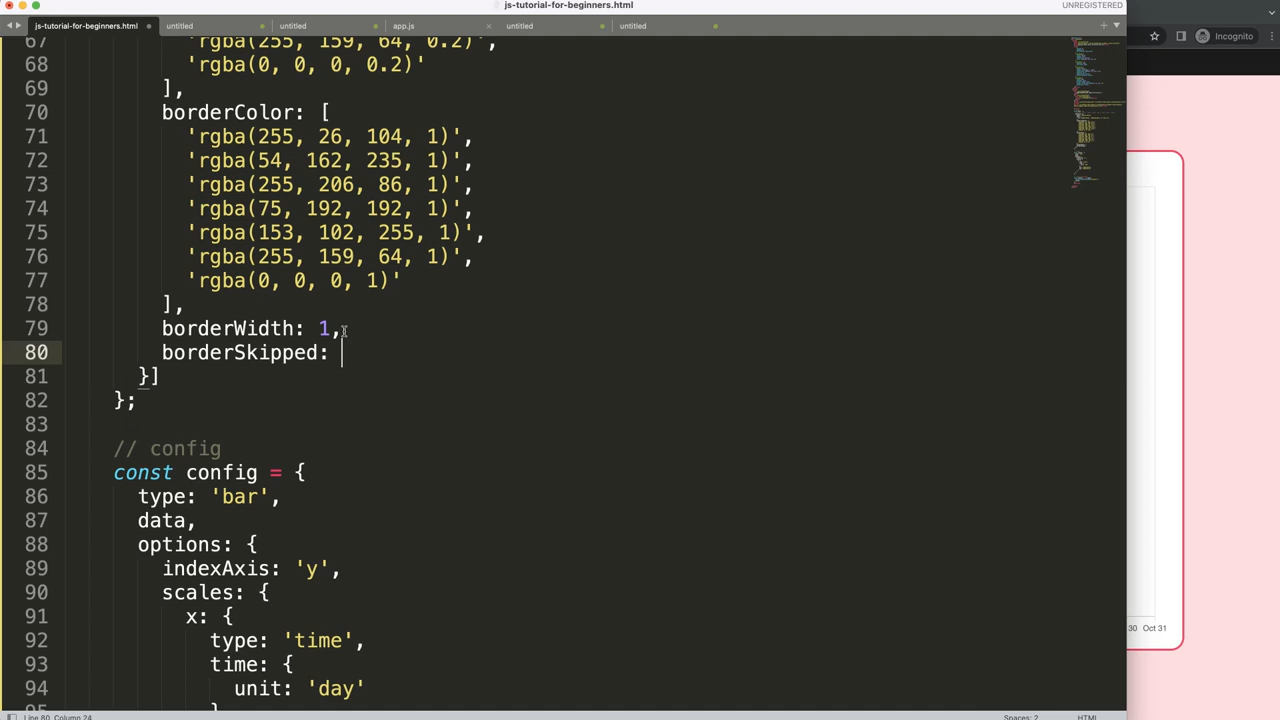 js-tutorial-for-beginners.html
UNREGISTERED
js-tutorial-for-beginners.html untitled untitled app.js untitled untitled
Incognito
67 'rgba(255, 159, 64, 0.2)',
68 'rgba(0, 0, 0, 0.2)'
69 ],
70 borderColor: [
71 'rgba(255, 26, 104, 1)',
72 'rgba(54, 162, 235, 1)',
73 'rgba(255, 206, 86, 1)',
74 'rgba(75, 192, 192, 1)',
75 'rgba(153, 102, 255, 1)',
76 'rgba(255, 159, 64, 1)',
77 'rgba(0, 0, 0, 1)'
78 ],
79 borderWidth: 1,
80 borderSkipped:
81 }]
82 };
83
84 // config
85 const config = {
86 type: 'bar',
87 data,
88 options: {
89 indexAxis: 'y',
90 scales: {
91 x: {
92 type: 'time',
93 time: {
94 unit: 'day'
95 }
30 Oct 31
Line 80, Column 24
Spaces: 2
HTML